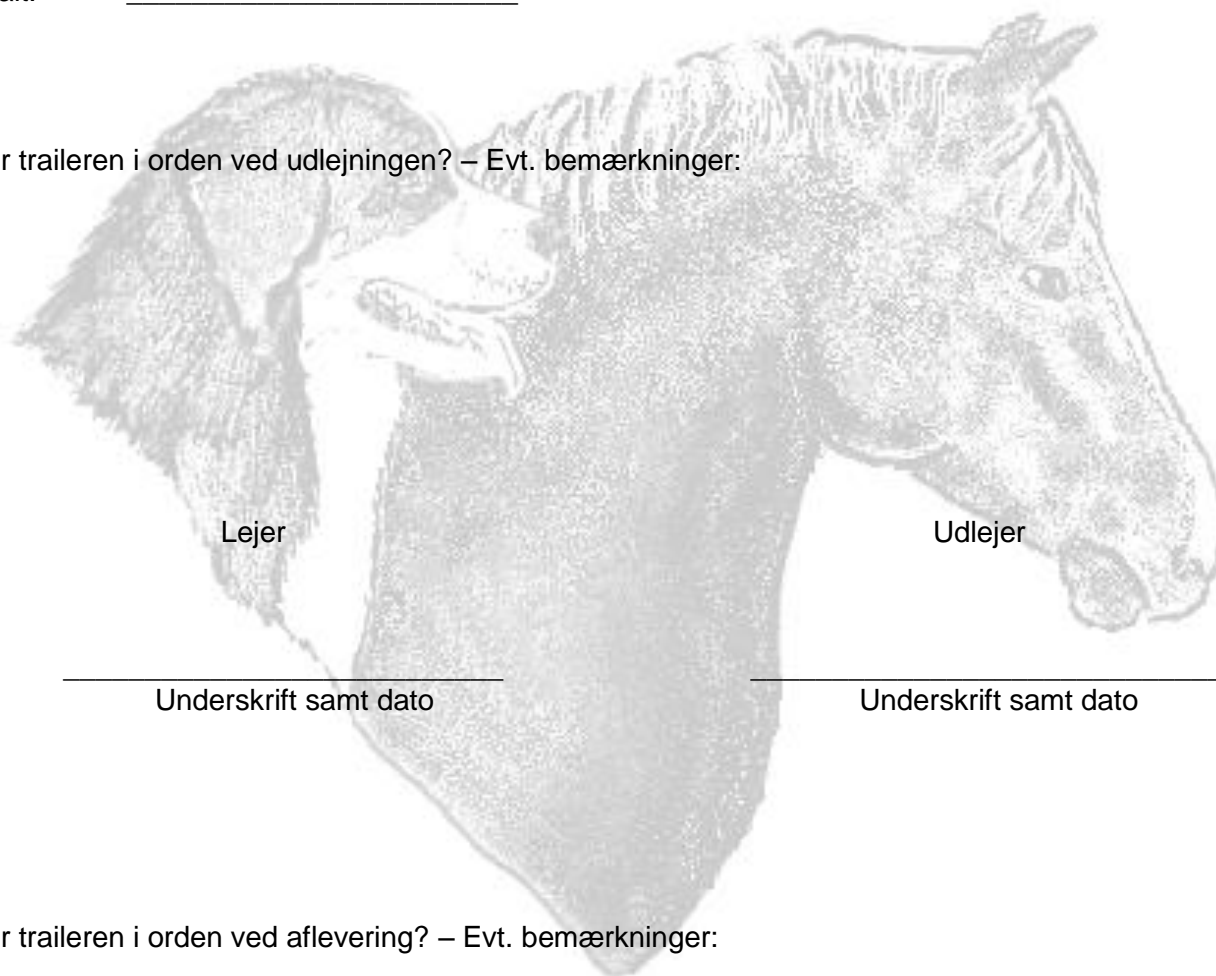 r traileren i orden ved udlejningen? – Evt. bemærkninger:
Lejer Udlejer
Underskrift samt dato Underskrift samt dato
r traileren i orden ved aflevering? – Evt. bemærkninger: